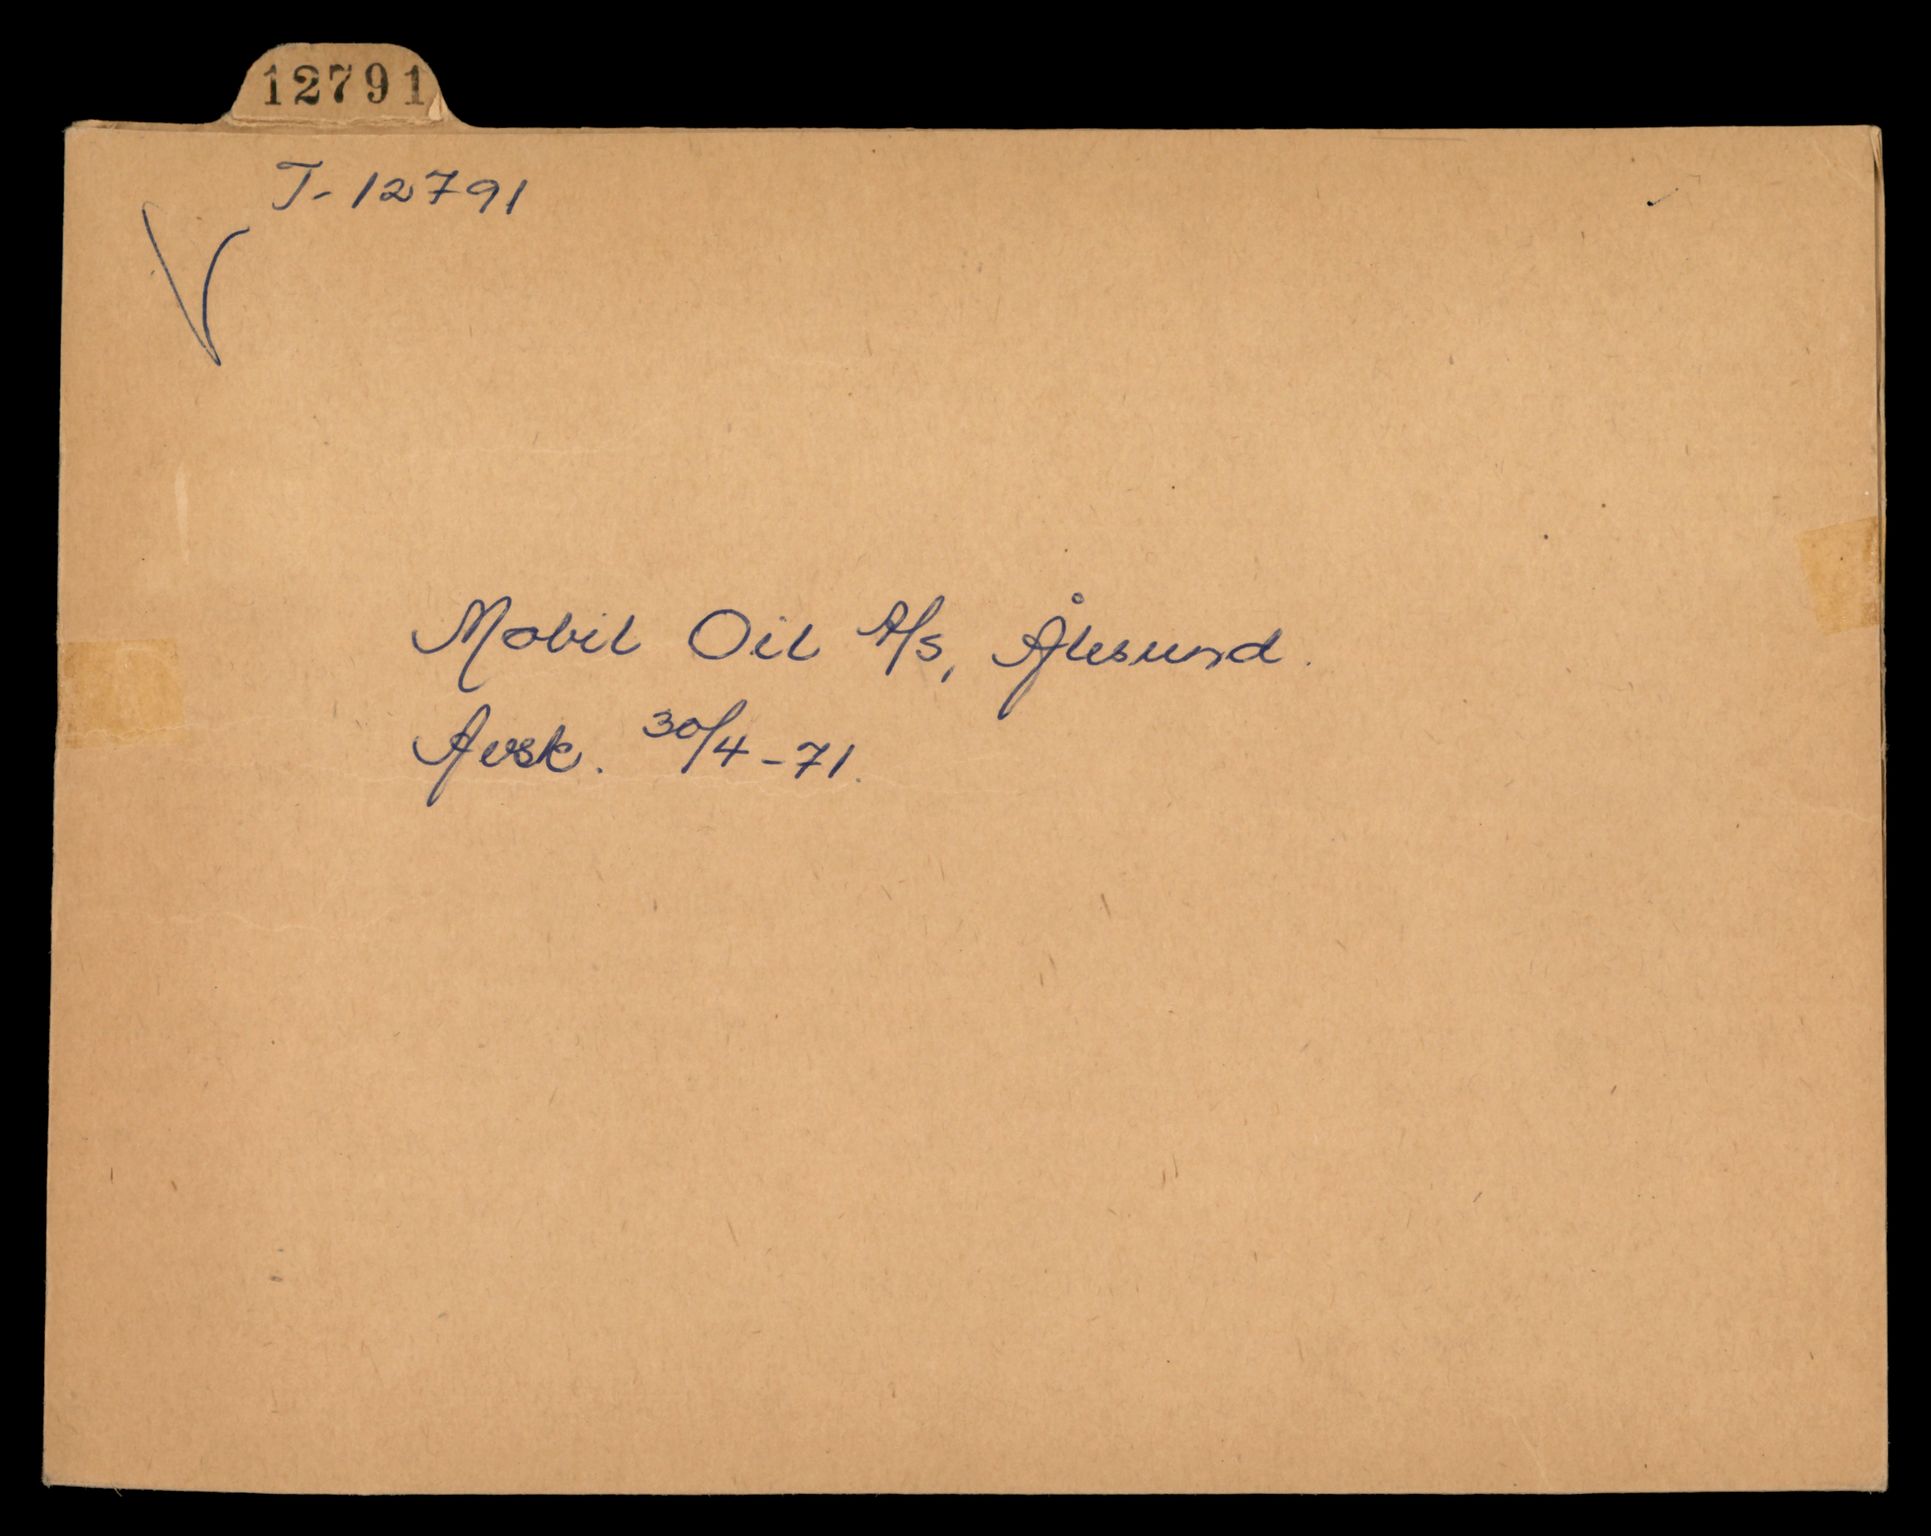 12791
T-12791
Mobil Oil A/S, Ålesund.
Avsk. 30/4-71.